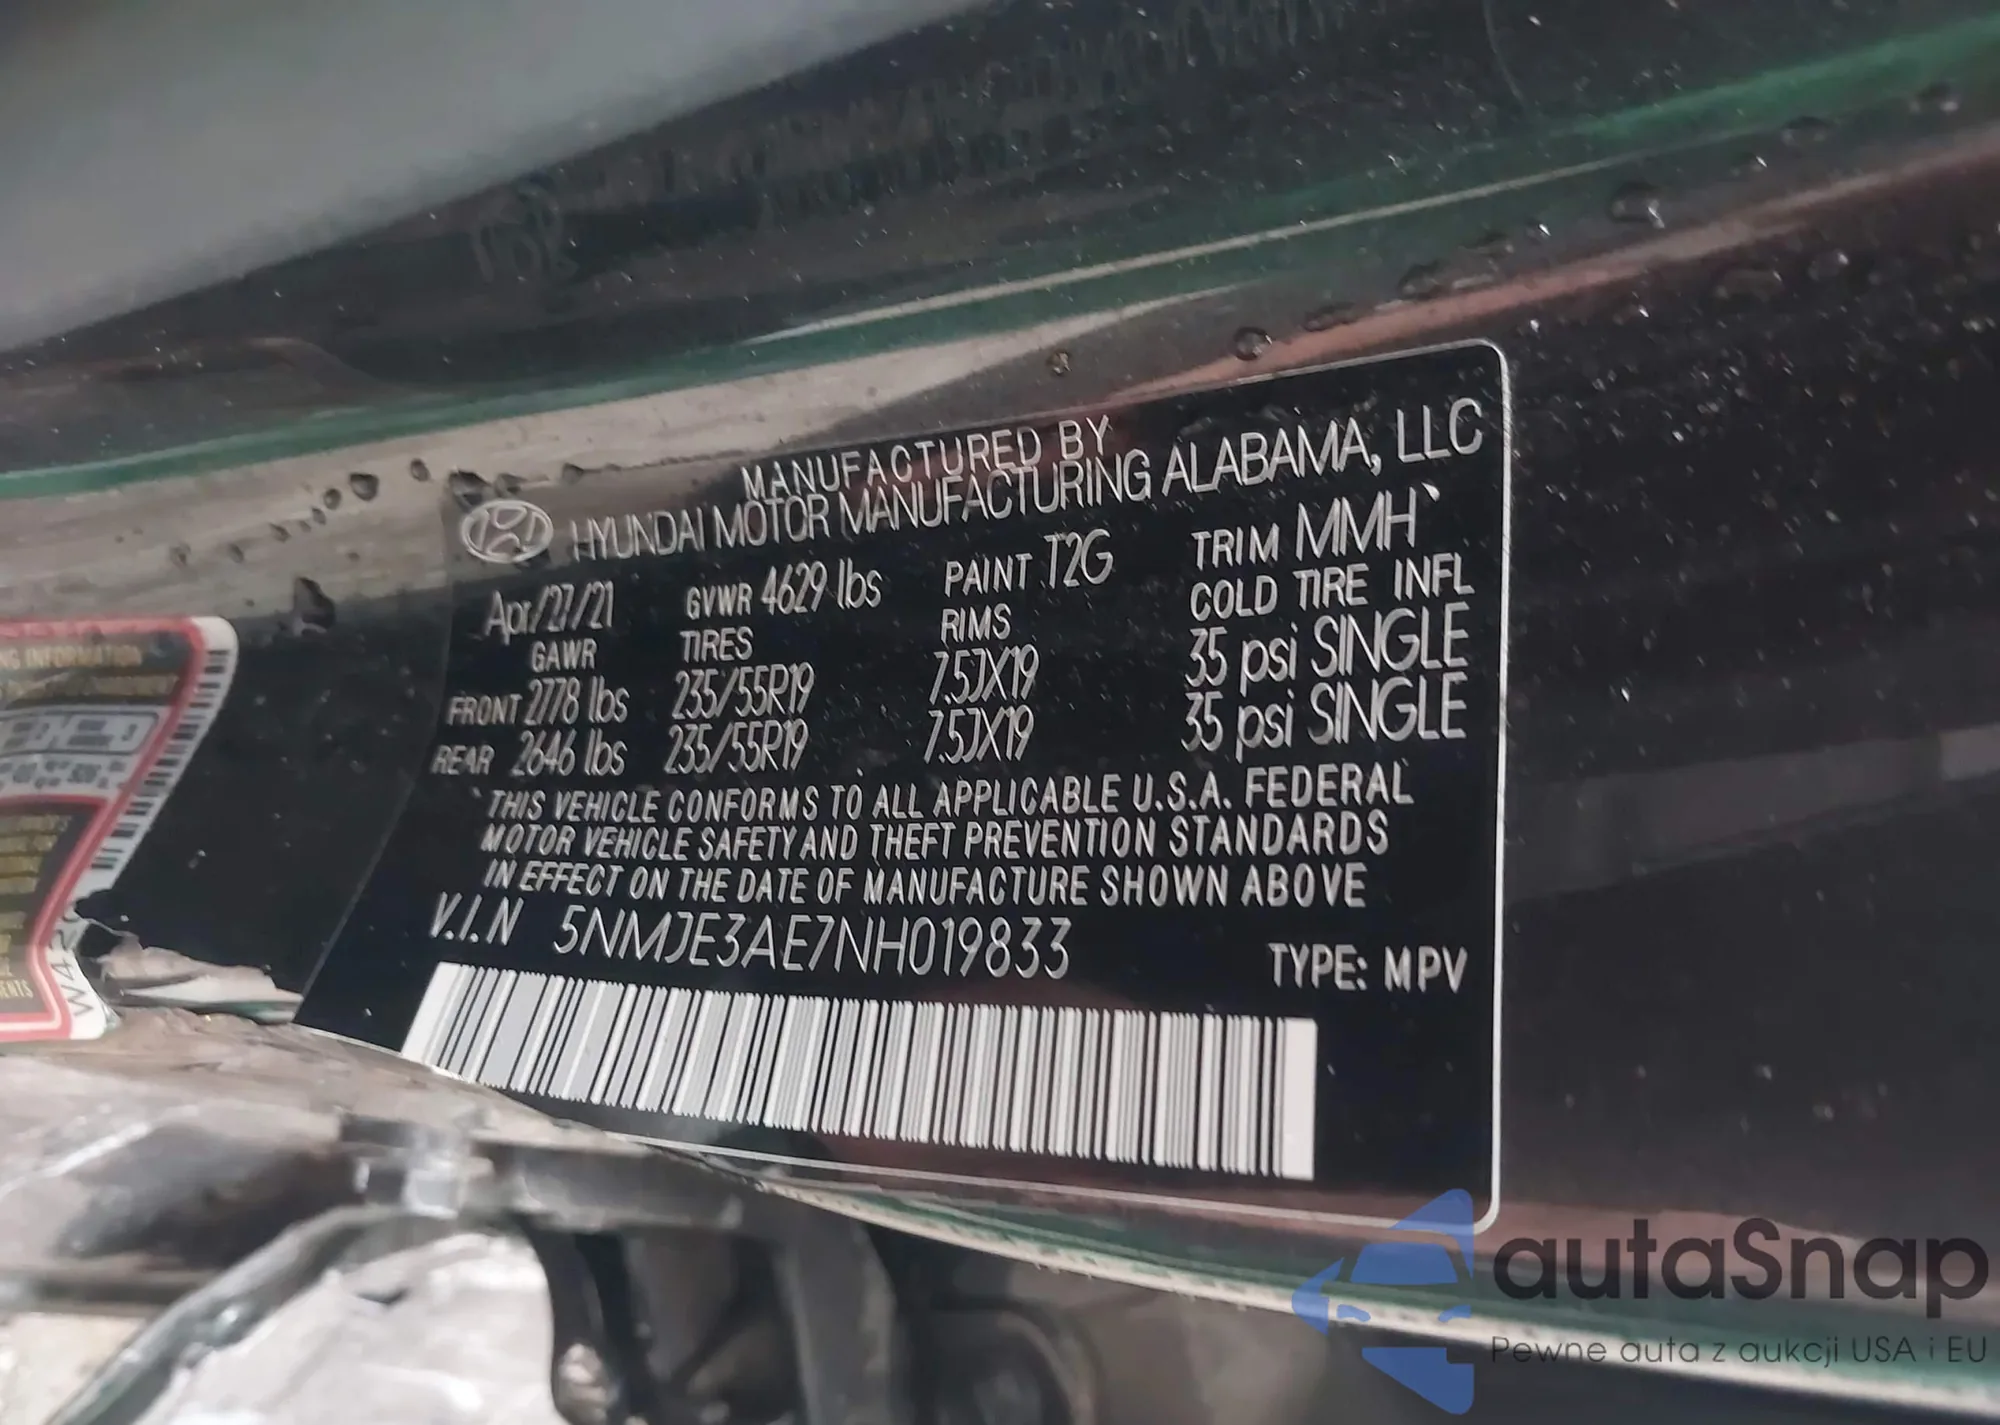 MANUFACTURED BY
HYUNDAI MOTOR MANUFACTURING ALABAMA, LLC
Apr/27/21 GVWR 4629 lbs PAINT T2G TRIM MMH
GAWR TIRES RIMS COLD TIRE INFL
FRONT 2778 lbs 235/55R19 7.5JX19 35 psi SINGLE
REAR 2646 lbs 235/55R19 7.5JX19 35 psi SINGLE
THIS VEHICLE CONFORMS TO ALL APPLICABLE U.S.A. FEDERAL
MOTOR VEHICLE SAFETY AND THEFT PREVENTION STANDARDS
IN EFFECT ON THE DATE OF MANUFACTURE SHOWN ABOVE
V.I.N 5NMJE3AE7NH019833
TYPE: MPV
INFORMATION
autaSnap
Pewne auta z aukcji USA i EU